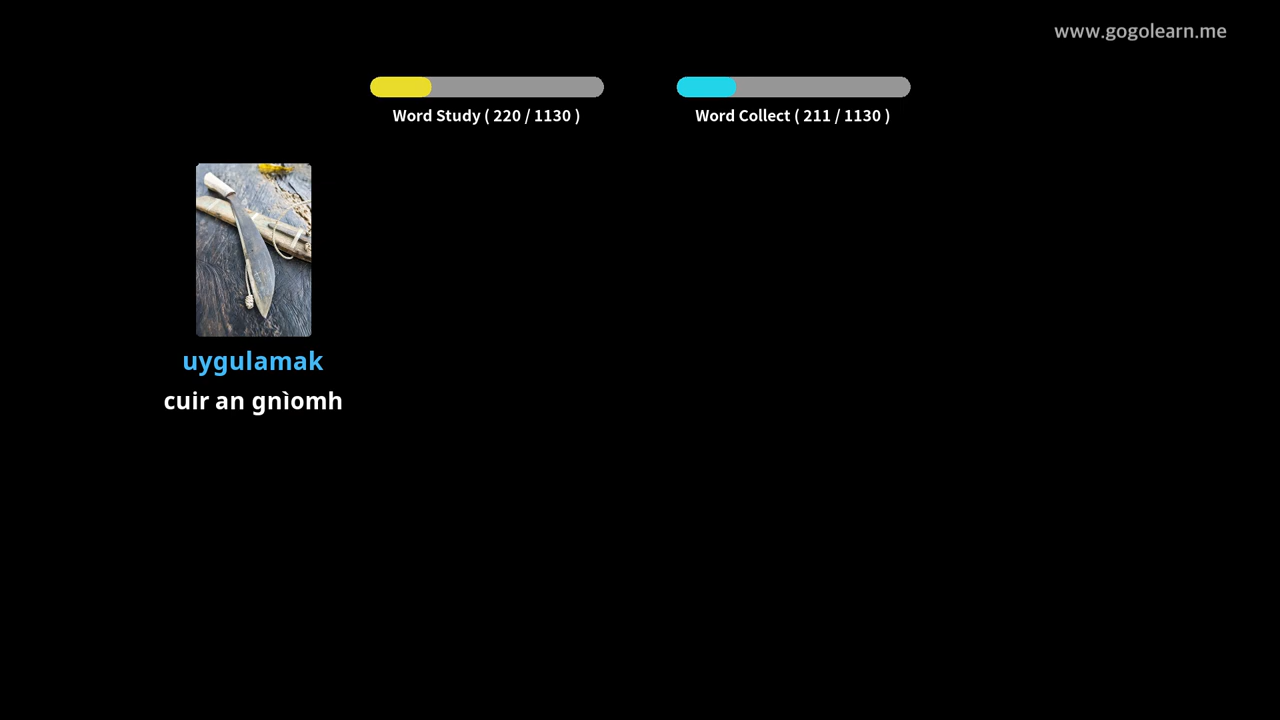 www.gogolearn.me
Word Study ( 220 / 1130 )
Word Collect ( 211 / 1130 )
uygulamak
cuir an gnìomh